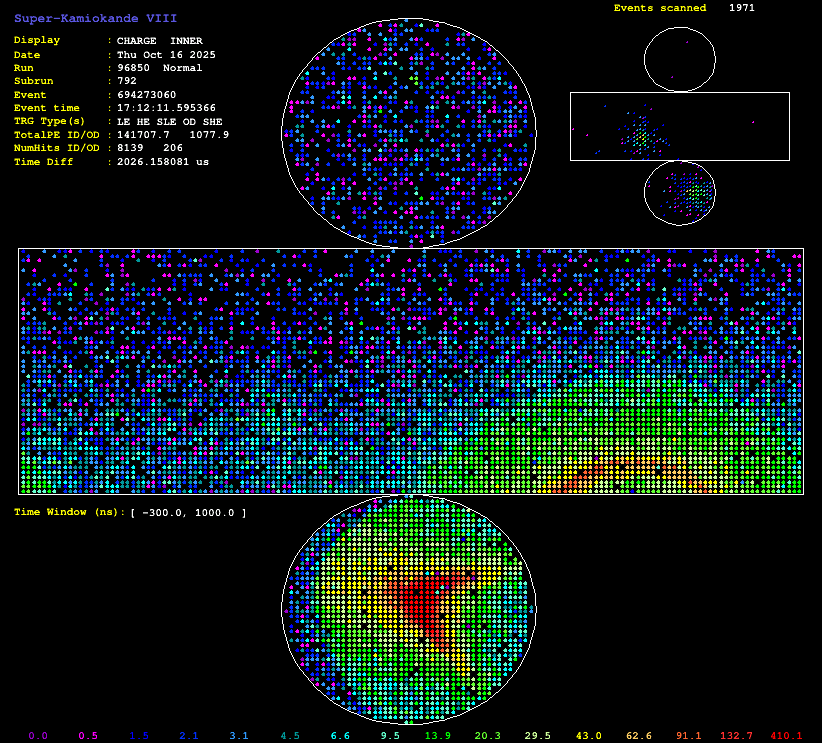 Super-Kamiokande VIII
Events scanned 1971
Display : CHARGE INNER
Date : Thu Oct 16 2025
Run : 96850 Normal
Subrun : 792
Event : 694273060
Event time : 17:12:11.595366
TRG Type(s) : LE HE SLE OD SHE
TotalPE ID/OD : 141707.7 1077.9
NumHits ID/OD : 8139 206
Time Diff : 2026.158081 us
Time Window (ns): [ -300.0, 1000.0 ]
0.0 0.5 1.5 2.1 3.1 4.5 6.6 9.5 13.9 20.3 29.5 43.0 62.6 91.1 132.7 410.1